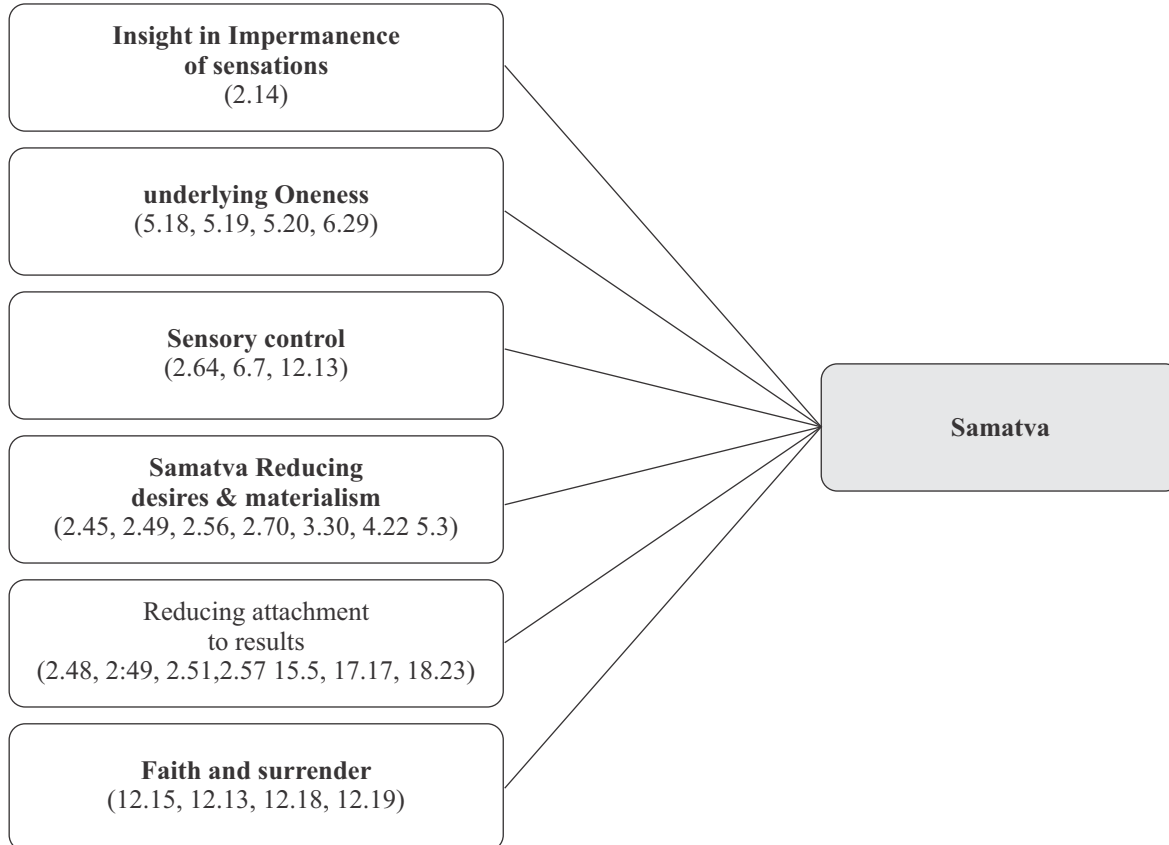 Insight in Impermanence
of sensations
(2.14)
underlying Oneness
(5.18, 5.19, 5.20, 6.29)
Sensory control
(2.64, 6.7, 12.13)
Samatva Reducing
desires & materialism
(2.45, 2.49, 2.56, 2.70, 3.30, 4.22 5.3)
Reducing attachment
to results
(2.48, 2:49, 2.51,2.57 15.5, 17.17, 18.23)
Faith and surrender
(12.15, 12.13, 12.18, 12.19)
Samatva